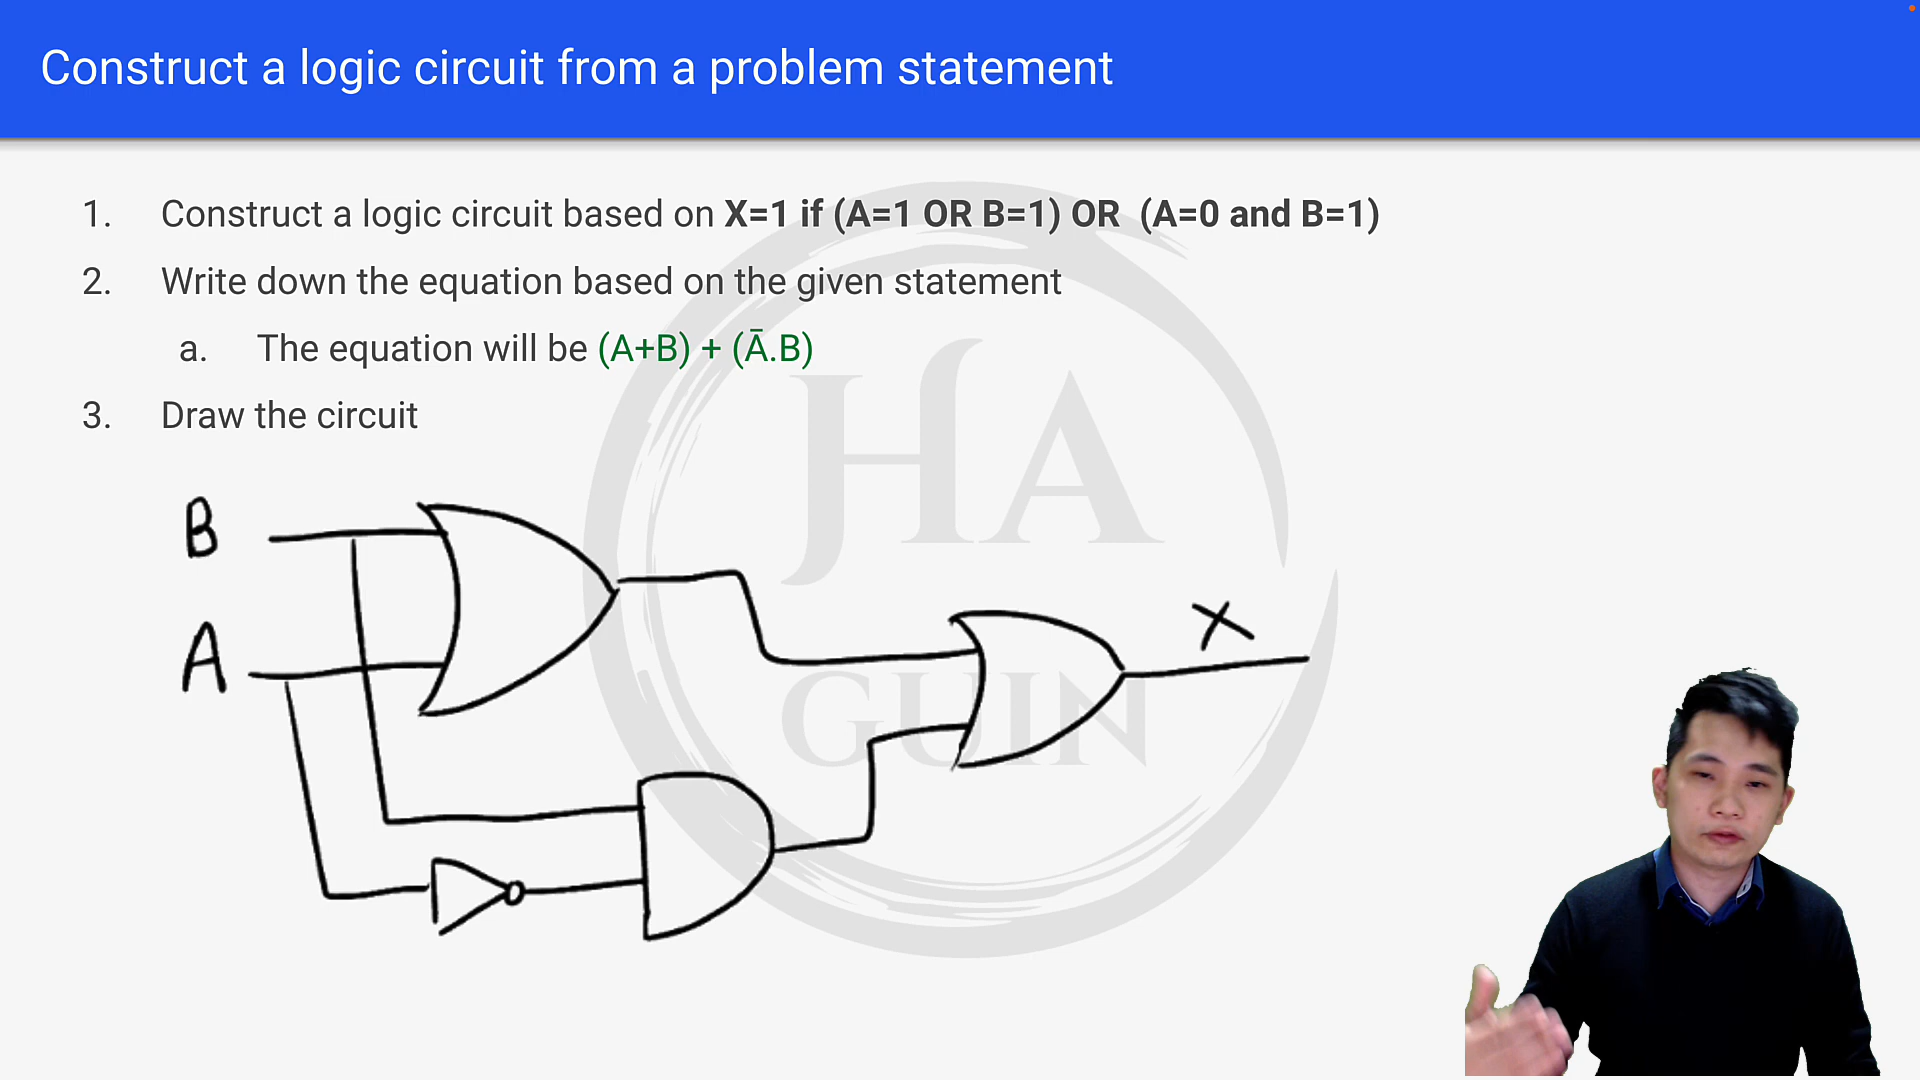 Construct a logic circuit from a problem statement
1. Construct a logic circuit based on X=1 if (A=1 OR B=1) OR (A=0 and B=1)
2. Write down the equation based on the given statement
a. The equation will be (A+B) + (Ā.B)
3. Draw the circuit
B
A
X
HA
GUIN